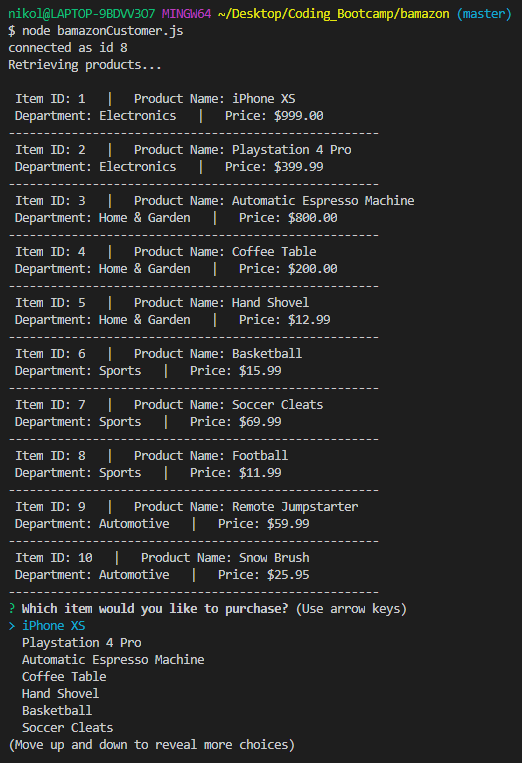 nikol@LAPTOP-9BDVV3O7 MINGW64 ~/Desktop/Coding_Bootcamp/bamazon (master)
$ node bamazonCustomer.js
connected as id 8
Retrieving products...
Item ID: 1   |   Product Name: iPhone XS
Department: Electronics   |   Price: $999.00
-----------------------------------------------------
Item ID: 2   |   Product Name: Playstation 4 Pro
Department: Electronics   |   Price: $399.99
-----------------------------------------------------
Item ID: 3   |   Product Name: Automatic Espresso Machine
Department: Home & Garden   |   Price: $800.00
-----------------------------------------------------
Item ID: 4   |   Product Name: Coffee Table
Department: Home & Garden   |   Price: $200.00
-----------------------------------------------------
Item ID: 5   |   Product Name: Hand Shovel
Department: Home & Garden   |   Price: $12.99
-----------------------------------------------------
Item ID: 6   |   Product Name: Basketball
Department: Sports   |   Price: $15.99
-----------------------------------------------------
Item ID: 7   |   Product Name: Soccer Cleats
Department: Sports   |   Price: $69.99
-----------------------------------------------------
Item ID: 8   |   Product Name: Football
Department: Sports   |   Price: $11.99
-----------------------------------------------------
Item ID: 9   |   Product Name: Remote Jumpstarter
Department: Automotive   |   Price: $59.99
-----------------------------------------------------
Item ID: 10   |   Product Name: Snow Brush
Department: Automotive   |   Price: $25.95
-----------------------------------------------------
? Which item would you like to purchase? (Use arrow keys)
> iPhone XS
Playstation 4 Pro
Automatic Espresso Machine
Coffee Table
Hand Shovel
Basketball
Soccer Cleats
(Move up and down to reveal more choices)